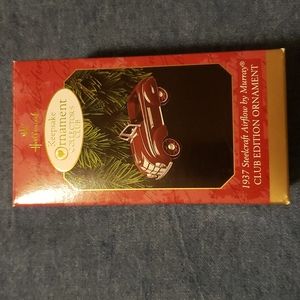 Hallmark
Keepsake
Ornament
COLLECTOR'S
CLUB
1937 Steelcraft Airflow by Murray®
CLUB EDITION ORNAMENT